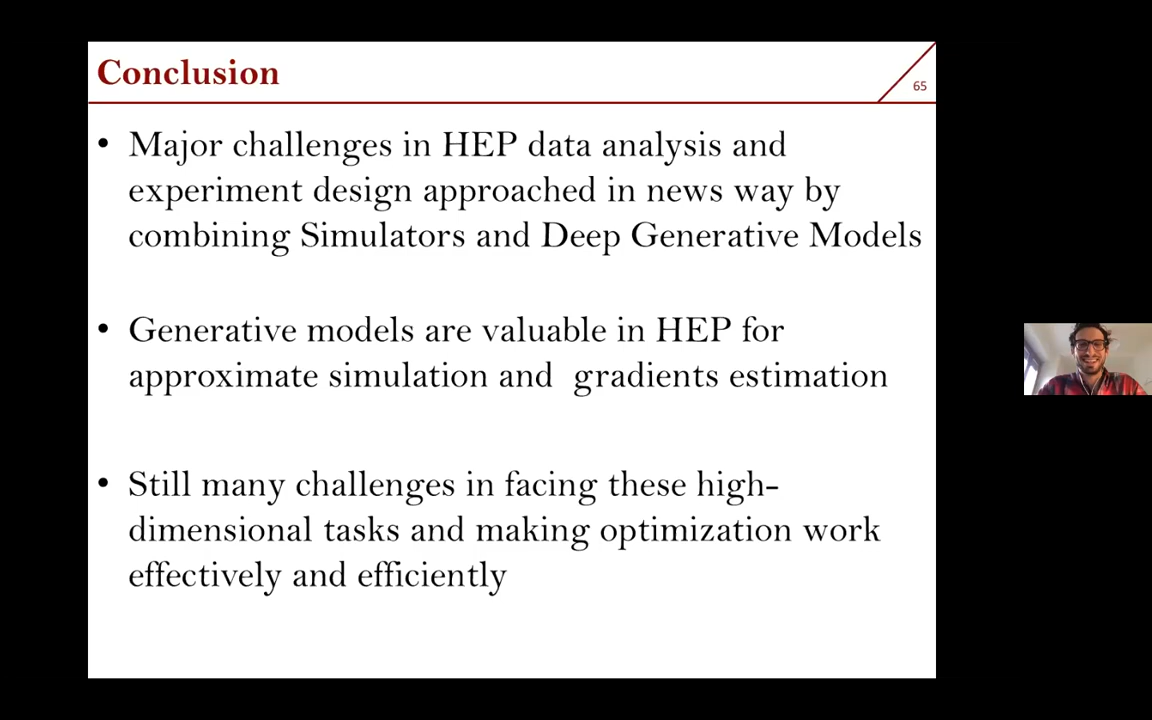 Conclusion
65
• Major challenges in HEP data analysis and
experiment design approached in news way by
combining Simulators and Deep Generative Models
• Generative models are valuable in HEP for
approximate simulation and gradients estimation
• Still many challenges in facing these high-
dimensional tasks and making optimization work
effectively and efficiently